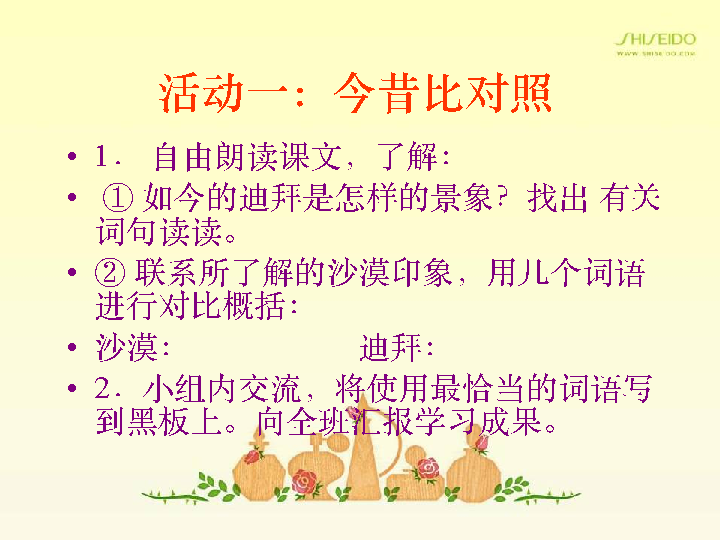 SHISEIDO
WWW.SHISEIDO.COM
活动一：今昔比对照
• 1． 自由朗读课文，了解：
• ① 如今的迪拜是怎样的景象？找出 有关
词句读读。
• ② 联系所了解的沙漠印象，用几个词语
进行对比概括：
• 沙漠： 迪拜：
• 2．小组内交流，将使用最恰当的词语写
到黑板上。向全班汇报学习成果。